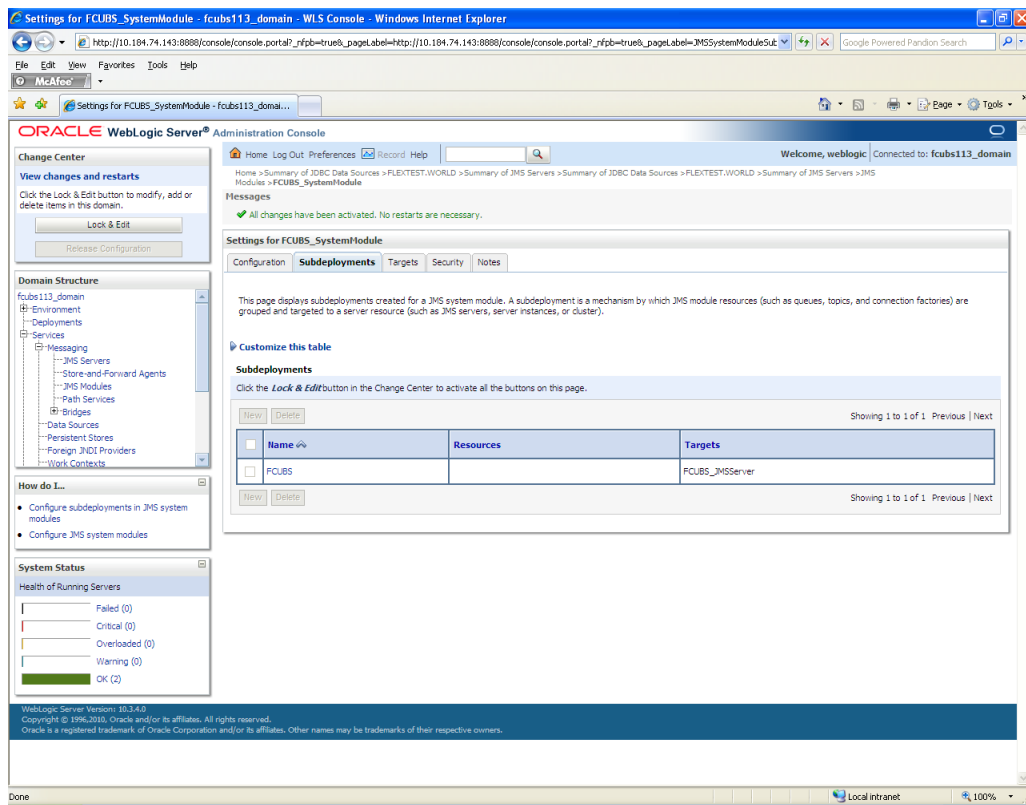 Settings for FCUBS_SystemModule - fcubs113_domain - WLS Console - Windows Internet Explorer
http://10.184.74.143:8888/console/console.portal?_nfpb=true&_pageLabel=http://10.184.74.143:8888/console/console.portal?_nfpb=true&_pageLabel=JMSSystemModuleSut
Google Powered Pandion Search
File Edit View Favorites Tools Help
McAfee
Settings for FCUBS_SystemModule - fcubs113_domai...
Page Tools
ORACLE WebLogic Server® Administration Console
Change Center
View changes and restarts
Click the Lock & Edit button to modify, add or
delete items in this domain.
Lock & Edit
Release Configuration
Domain Structure
fcubs113_domain
Environment
Deployments
Services
Messaging
JMS Servers
Store-and-Forward Agents
JMS Modules
Path Services
Bridges
Data Sources
Persistent Stores
Foreign JNDI Providers
Work Contexts
How do I...
Configure subdeployments in JMS system
modules
Configure JMS system modules
System Status
Health of Running Servers
Failed (0)
Critical (0)
Overloaded (0)
Warning (0)
OK (2)
Home Log Out Preferences Record Help
Welcome, weblogic Connected to: fcubs113_domain
Home >Summary of JDBC Data Sources >FLEXTEST.WORLD >Summary of JMS Servers >Summary of JDBC Data Sources >FLEXTEST.WORLD >Summary of JMS Servers >JMS
Modules >FCUBS_SystemModule
Messages
All changes have been activated. No restarts are necessary.
Settings for FCUBS_SystemModule
Configuration Subdeployments Targets Security Notes
This page displays subdeployments created for a JMS system module. A subdeployment is a mechanism by which JMS module resources (such as queues, topics, and connection factories) are
grouped and targeted to a server resource (such as JMS servers, server instances, or cluster).
Customize this table
Subdeployments
Click the Lock & Edit button in the Change Center to activate all the buttons on this page.
New Delete Showing 1 to 1 of 1 Previous | Next
Name Resources Targets
FCUBS FCUBS_JMSServer
New Delete Showing 1 to 1 of 1 Previous | Next
WebLogic Server Version: 10.3.4.0
Copyright © 1996,2010, Oracle and/or its affiliates. All rights reserved.
Oracle is a registered trademark of Oracle Corporation and/or its affiliates. Other names may be trademarks of their respective owners.
Done Local intranet 100%